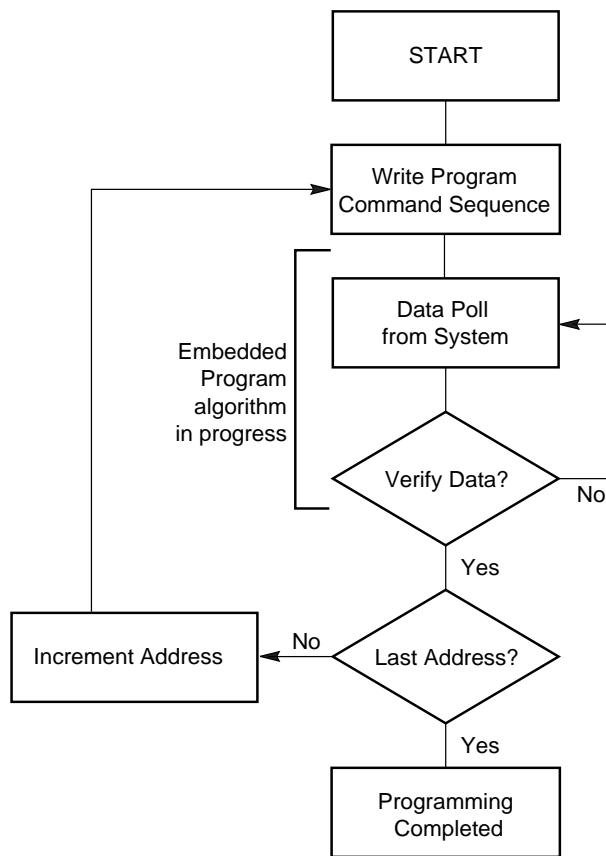 START
Write Program
Command Sequence
Data Poll
from System
Embedded
Program
algorithm
in progress
Verify Data?
No
Yes
Last Address?
No
Increment Address
Yes
Programming
Completed